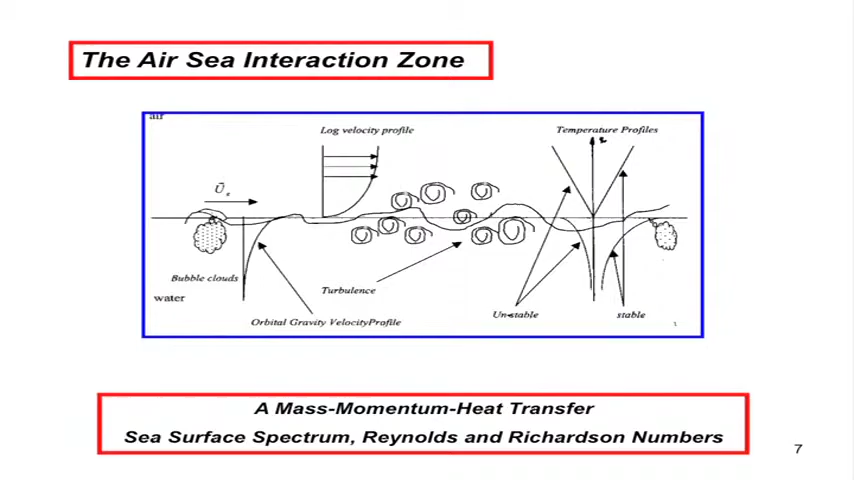 The Air Sea Interaction Zone
air
Log velocity profile
Temperature Profiles
z
Bubble clouds
water
Turbulence
Orbital Gravity VelocityProfile
Un-stable
stable
A Mass-Momentum-Heat Transfer
Sea Surface Spectrum, Reynolds and Richardson Numbers
7